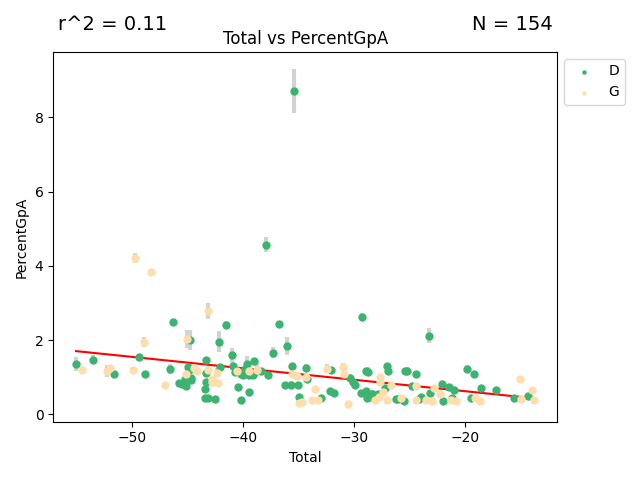 r^2 = 0.11
N = 154
Total vs PercentGpA
D
G
8
6
4
2
0
PercentGpA
−50
−40
−30
−20
Total